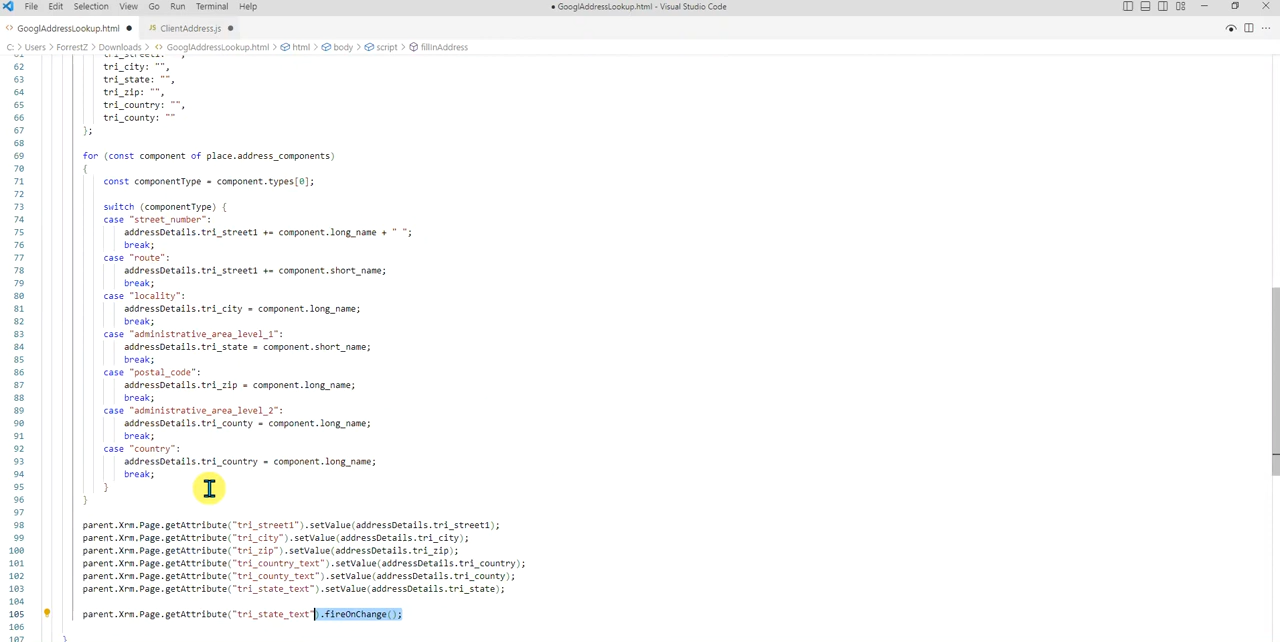 File Edit Selection View Go Run Terminal Help
● GooglAddressLookup.html - Visual Studio Code
GooglAddressLookup.html ● JS ClientAddress.js ●
C: > Users > ForrestZ > Downloads > GooglAddressLookup.html > html > body > script > fillInAddress
62 tri_city: "",
63 tri_state: "",
64 tri_zip: "",
65 tri_country: "",
66 tri_county: ""
67 };
68
69 for (const component of place.address_components)
70 {
71 const componentType = component.types[0];
72
73 switch (componentType) {
74 case "street_number":
75 addressDetails.tri_street1 += component.long_name + " ";
76 break;
77 case "route":
78 addressDetails.tri_street1 += component.short_name;
79 break;
80 case "locality":
81 addressDetails.tri_city = component.long_name;
82 break;
83 case "administrative_area_level_1":
84 addressDetails.tri_state = component.short_name;
85 break;
86 case "postal_code":
87 addressDetails.tri_zip = component.long_name;
88 break;
89 case "administrative_area_level_2":
90 addressDetails.tri_county = component.long_name;
91 break;
92 case "country":
93 addressDetails.tri_country = component.long_name;
94 break;
95 }
96 }
97
98 parent.Xrm.Page.getAttribute("tri_street1").setValue(addressDetails.tri_street1);
99 parent.Xrm.Page.getAttribute("tri_city").setValue(addressDetails.tri_city);
100 parent.Xrm.Page.getAttribute("tri_zip").setValue(addressDetails.tri_zip);
101 parent.Xrm.Page.getAttribute("tri_country_text").setValue(addressDetails.tri_country);
102 parent.Xrm.Page.getAttribute("tri_county_text").setValue(addressDetails.tri_county);
103 parent.Xrm.Page.getAttribute("tri_state_text").setValue(addressDetails.tri_state);
104
105 parent.Xrm.Page.getAttribute("tri_state_text").fireOnChange();
106
107 }